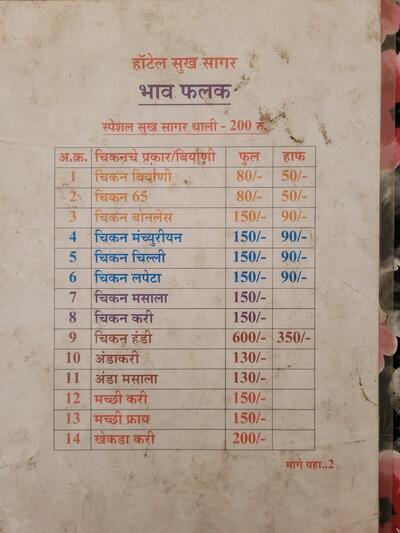 हॉटेल सुख सागर
भाव फलक
स्पेशल सुख सागर थाली - 200 रु.
अ.क्र. चिकनचे प्रकार/बिर्याणी फुल हाफ
1 चिकन बिर्याणी 80/- 50/-
2 चिकन 65 80/- 50/-
3 चिकन बोनलेस 150/- 90/-
4 चिकन मंच्युरीयन 150/- 90/-
5 चिकन चिल्ली 150/- 90/-
6 चिकन लपेटा 150/- 90/-
7 चिकन मसाला 150/-
8 चिकन करी 150/-
9 चिकन हंडी 600/- 350/-
10 अंडाकरी 130/-
11 अंडा मसाला 130/-
12 मच्छी करी 150/-
13 मच्छी फ्राय 150/-
14 खेकडा करी 200/-
मागे पहा..2